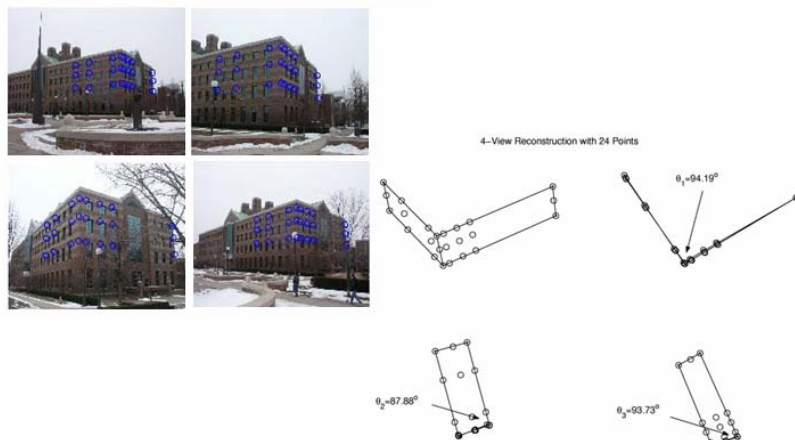 4-View Reconstruction with 24 Points
θ₁=94.19°
θ₂=87.88°
θ₃=93.73°